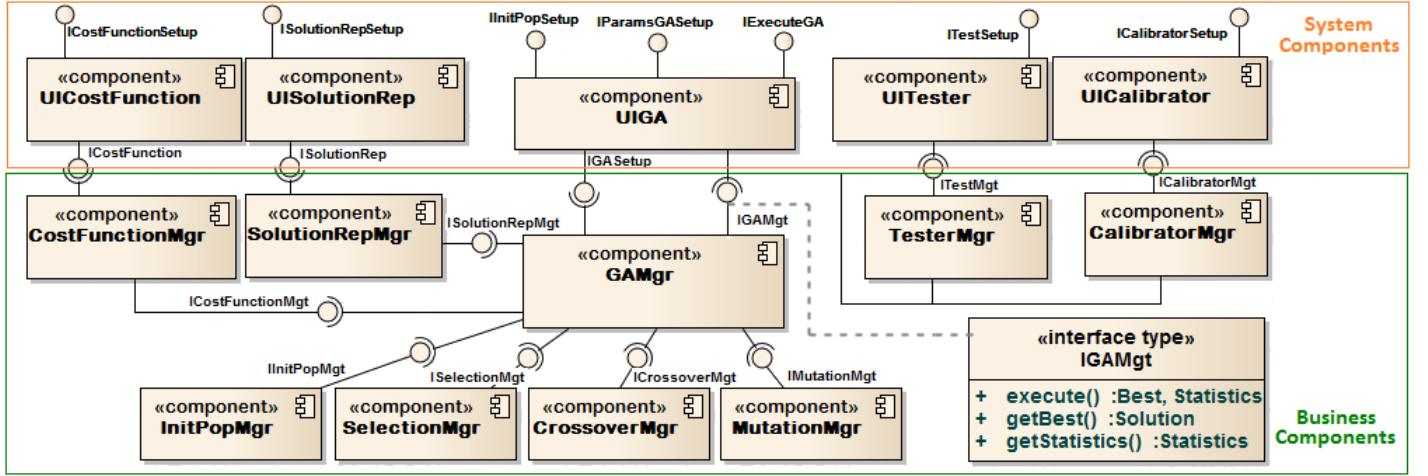 IInitPopSetup
IParamsGASetup
IExecuteGA
ICostFunctionSetup
ISolutionRepSetup
ITestSetup
ICalibratorSetup
System
Components
«component»
UICostFunction
«component»
UISolutionRep
«component»
UIGA
«component»
UITester
«component»
UICalibrator
ICostFunction
ISolutionRep
IGASetup
ITestMgt
ICalibratorMgt
«component»
CostFunctionMgr
«component»
SolutionRepMgr
ISolutionRepMgt
IGAMgt
«component»
TesterMgr
«component»
CalibratorMgr
«component»
GAMgr
ICostFunctionMgt
IInitPopMgt
ISelectionMgt
ICrossoverMgt
IMutationMgt
«component»
InitPopMgr
«component»
SelectionMgr
«component»
CrossoverMgr
«component»
MutationMgr
«interface type»
IGAMgt
+ execute() :Best, Statistics
+ getBest() :Solution
+ getStatistics() :Statistics
Business
Components